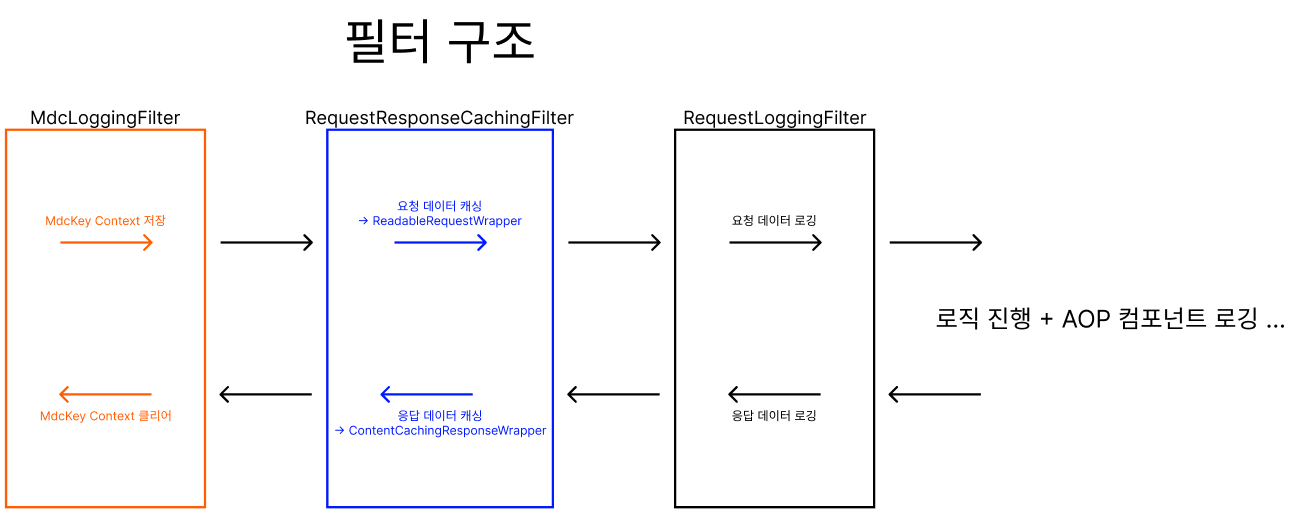 필터 구조
MdcLoggingFilter
RequestResponseCachingFilter
RequestLoggingFilter
MdcKey Context 저장
요청 데이터 캐싱
→ ReadableRequestWrapper
요청 데이터 로깅
로직 진행 + AOP 컴포넌트 로깅 ...
MdcKey Context 클리어
응답 데이터 캐싱
→ ContentCachingResponseWrapper
응답 데이터 로깅